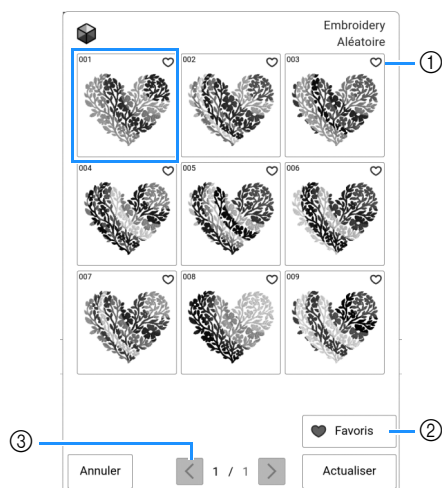 Embroidery
Aléatoire
①
001
002
003
004
005
006
007
008
009
Favoris
②
③
Annuler
1 / 1
Actualiser